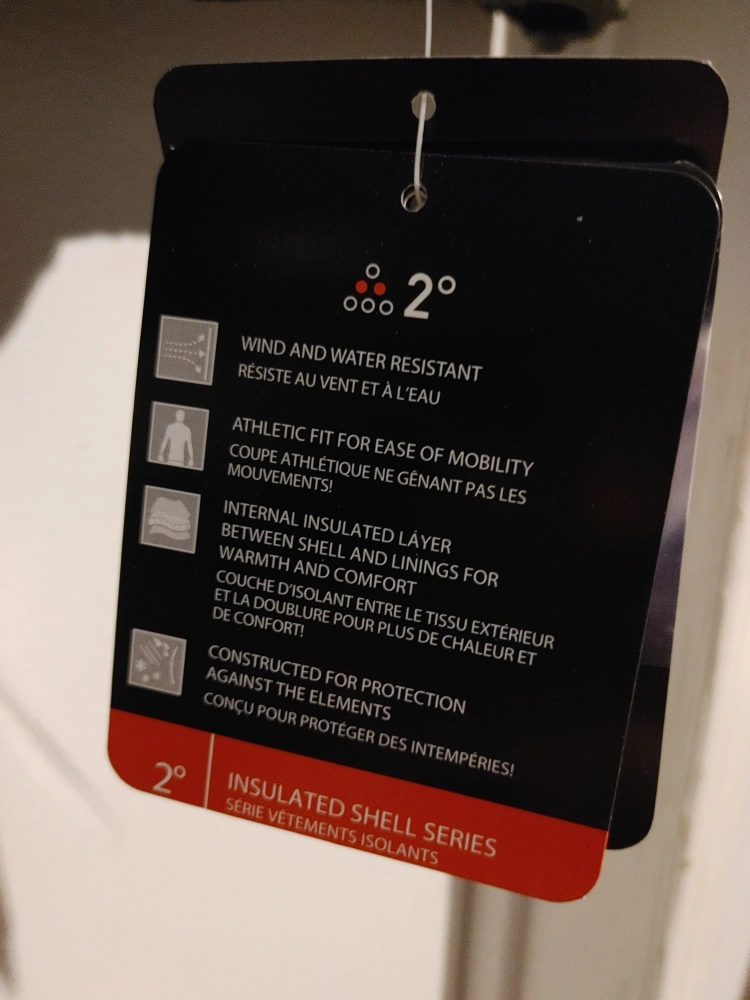 2°
WIND AND WATER RESISTANT
RÉSISTE AU VENT ET À L'EAU
ATHLETIC FIT FOR EASE OF MOBILITY
COUPE ATHLÉTIQUE NE GÊNANT PAS LES
MOUVEMENTS!
INTERNAL INSULATED LAYER
BETWEEN SHELL AND LININGS FOR
WARMTH AND COMFORT
COUCHE D'ISOLANT ENTRE LE TISSU EXTÉRIEUR
ET LA DOUBLURE POUR PLUS DE CHALEUR ET
DE CONFORT!
CONSTRUCTED FOR PROTECTION
AGAINST THE ELEMENTS
CONÇU POUR PROTÉGER DES INTEMPÉRIES!
2° INSULATED SHELL SERIES
SÉRIE VÊTEMENTS ISOLANTS